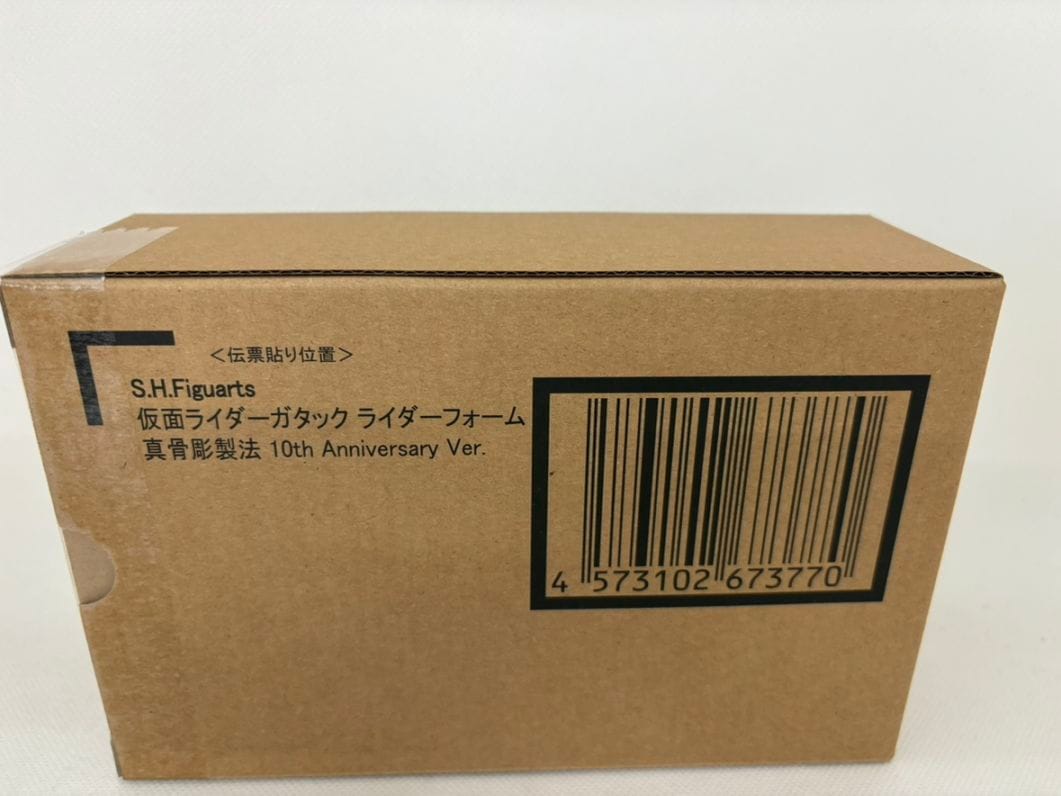 <伝票貼り位置>
S.H.Figuarts
仮面ライダーガタック ライダーフォーム
真骨彫製法 10th Anniversary Ver.
4 573102 673770